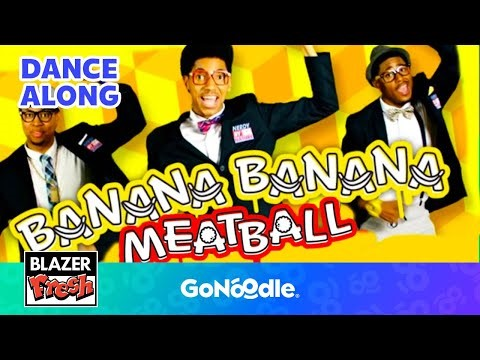 DANCE
ALONG
BANANA BANANA
MEATBALL
BLAZER
Fresh
GoNoodle.